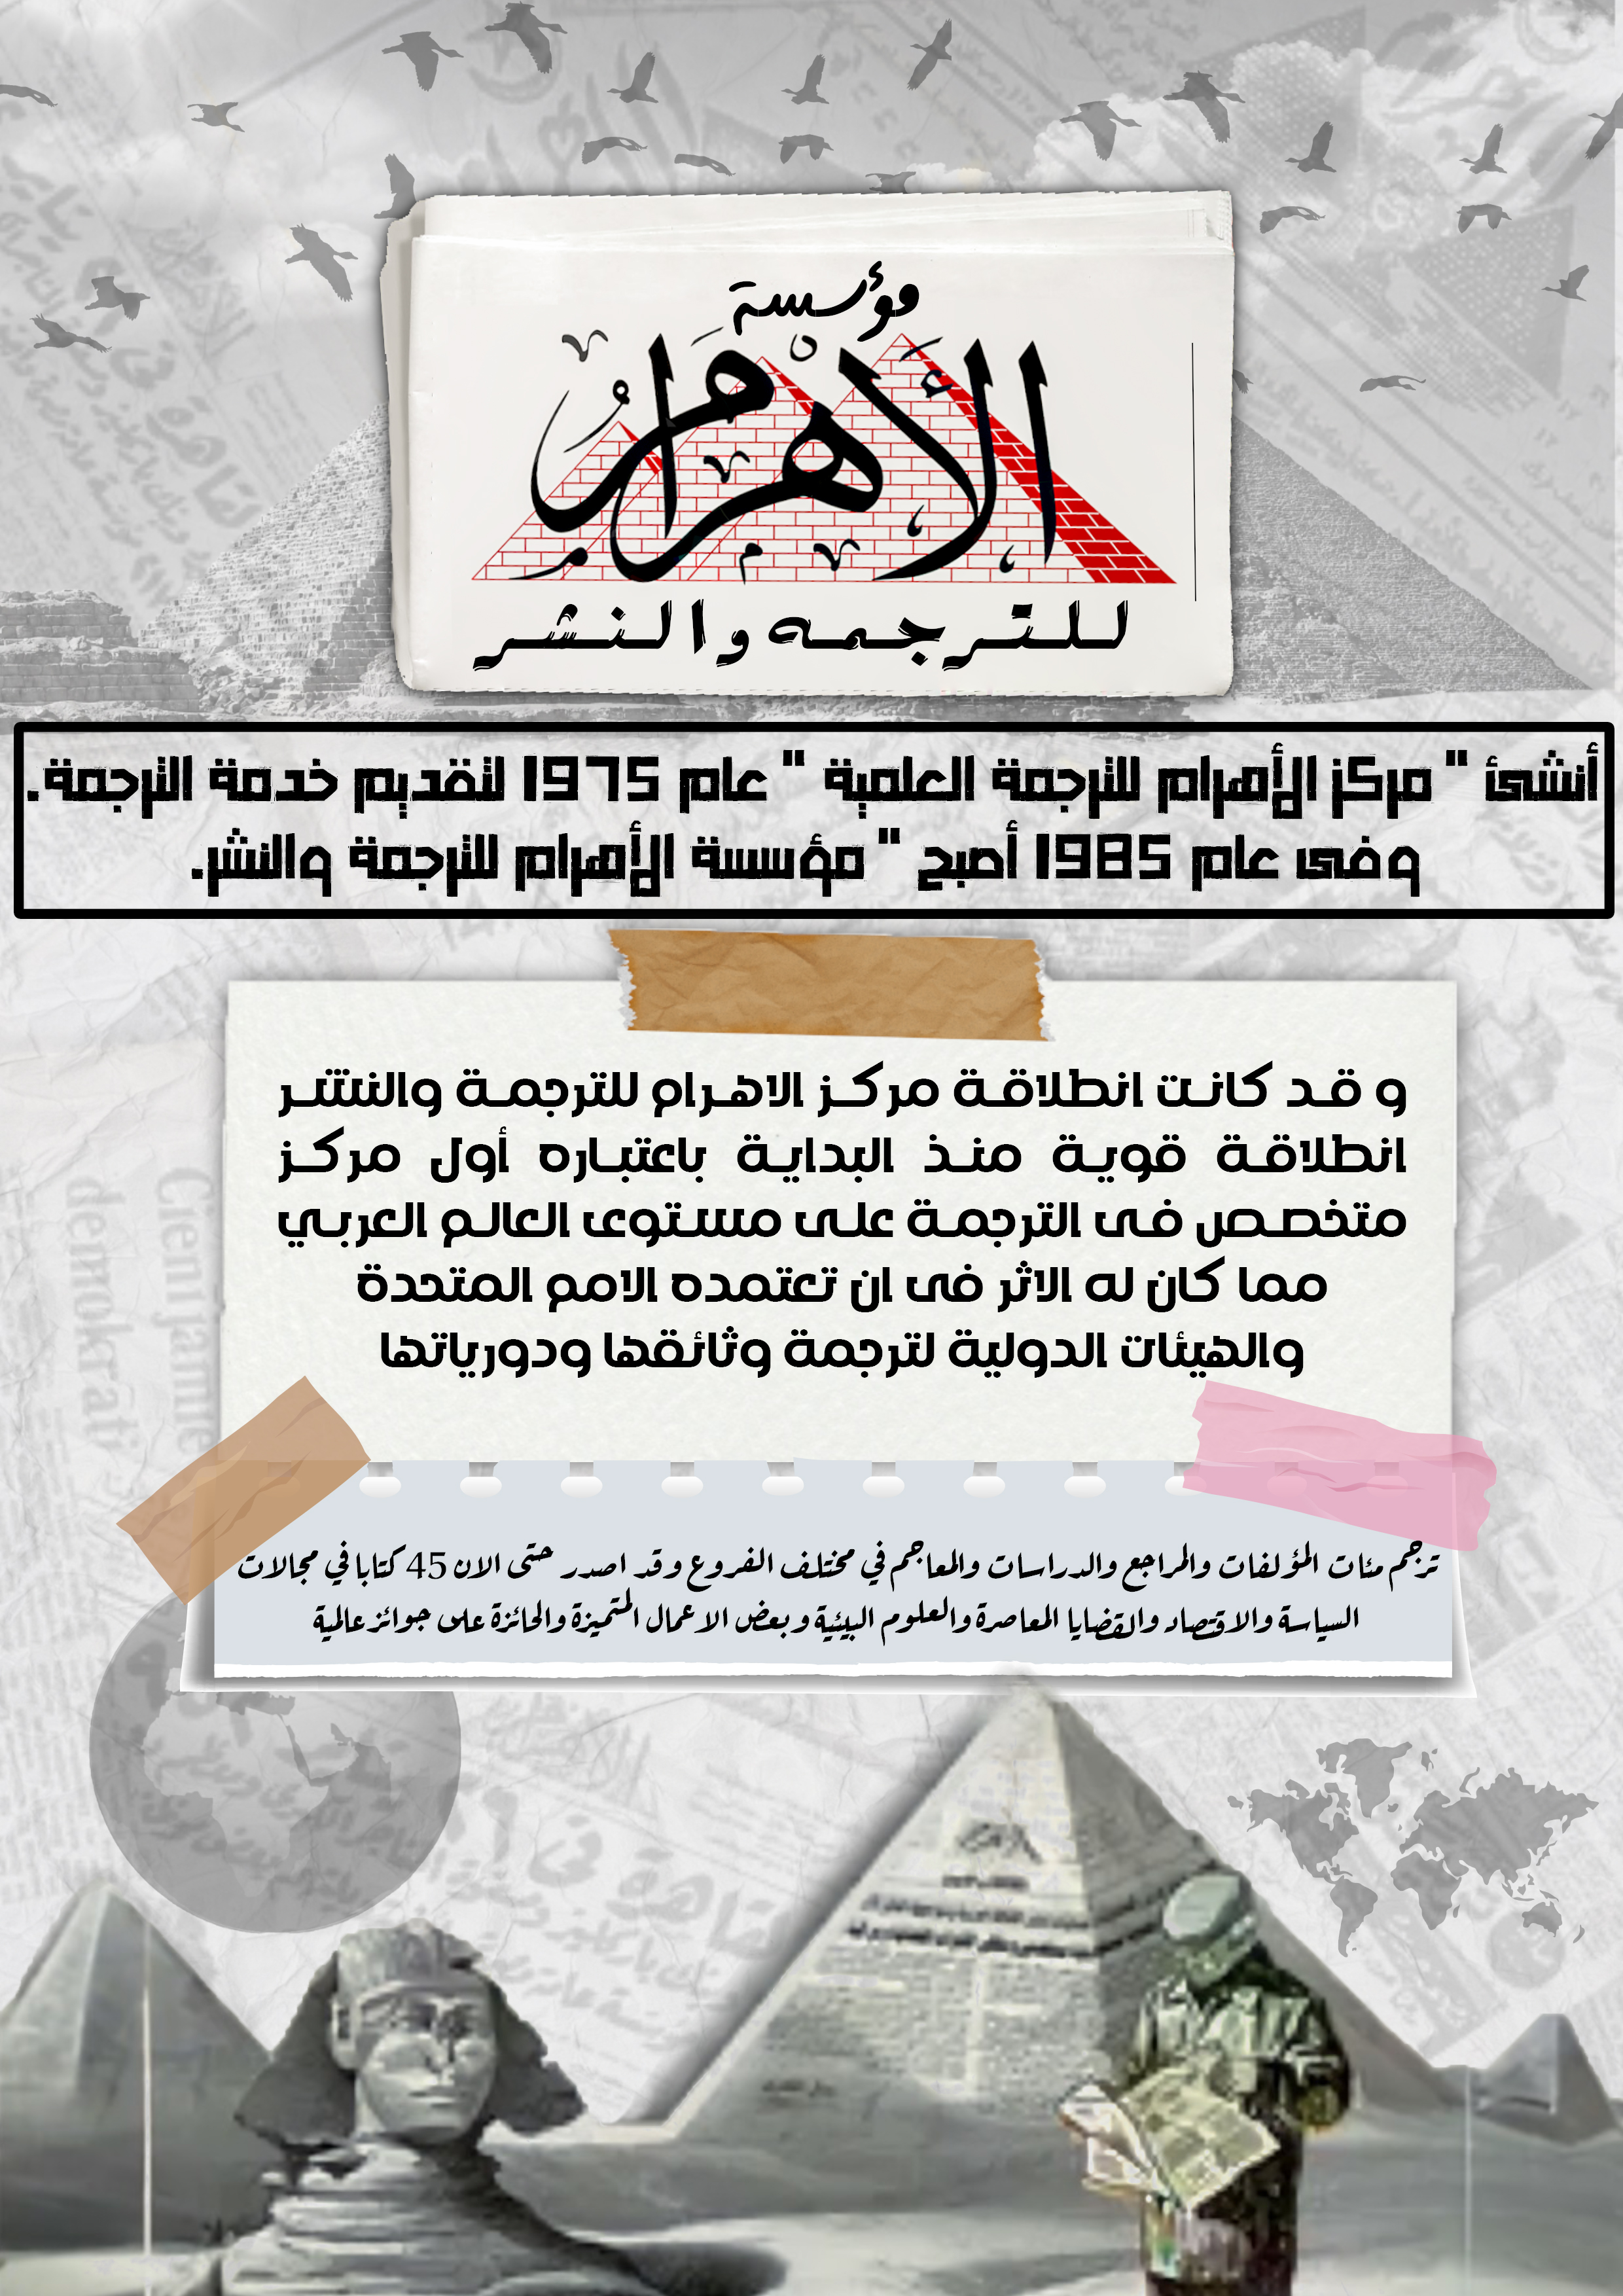 مؤسسة
الأهرام
للترجمه والنشر
أنشئ " مركز الأهرام للترجمة العلمية " عام 1975 لتقديم خدمة الترجمة.
وفى عام 1985 أصبح " مؤسسة الأهرام للترجمة والنشر.
و قد كانت انطلاقة مركز الاهرام للترجمة والنشر
انطلاقة قوية منذ البداية باعتباره أول مركز
متخصص فى الترجمة على مستوى العالم العربي
مما كان له الاثر فى ان تعتمده الامم المتحدة
والهيئات الدولية لترجمة وثائقها ودورياتها
ترجم مئات المؤلفات والمراجع والدراسات والمعاجم في مختلف الفروع وقد اصدر حتى الان 45 كتابا في مجالات
السياسة والاقتصاد والقضايا المعاصرة والعلوم البيئية وبعض الاعمال المتميزة والحائزة على جوائز عالمية